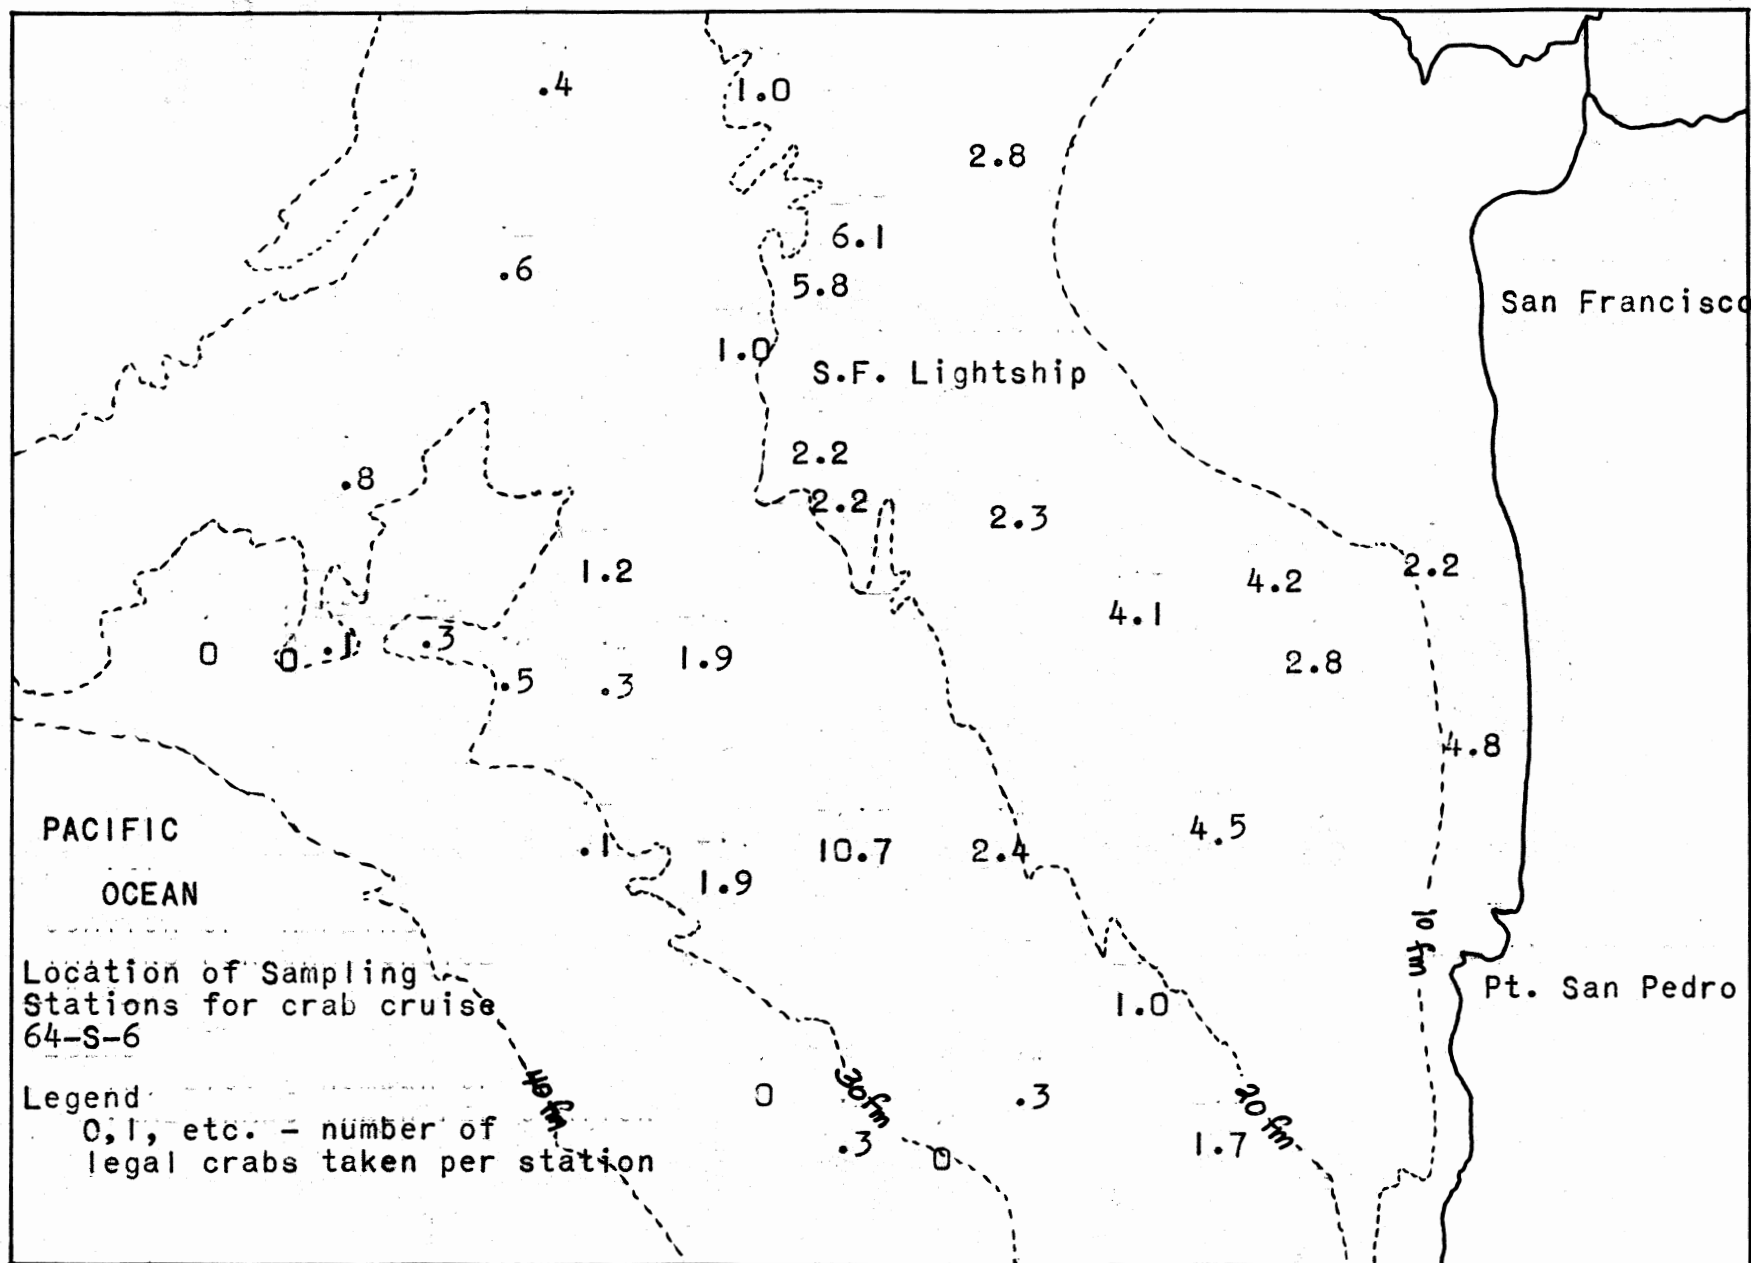 .4
1.0
2.8
6.1
.6
5.8
San Francisco
1.0
S.F. Lightship
2.2
.8
2.2
2.3
1.2
4.2
2.2
4.1
0
0
.1
.3
1.9
2.8
.5
.3
4.8
PACIFIC
OCEAN
.1
1.9
10.7
2.4
4.5
10 fm
Location of Sampling
Stations for crab cruise
64-S-6
Pt. San Pedro
1.0
Legend
0,1, etc. - number of
legal crabs taken per station
40 fm
0
30 fm
.3
20 fm
.3
0
1.7